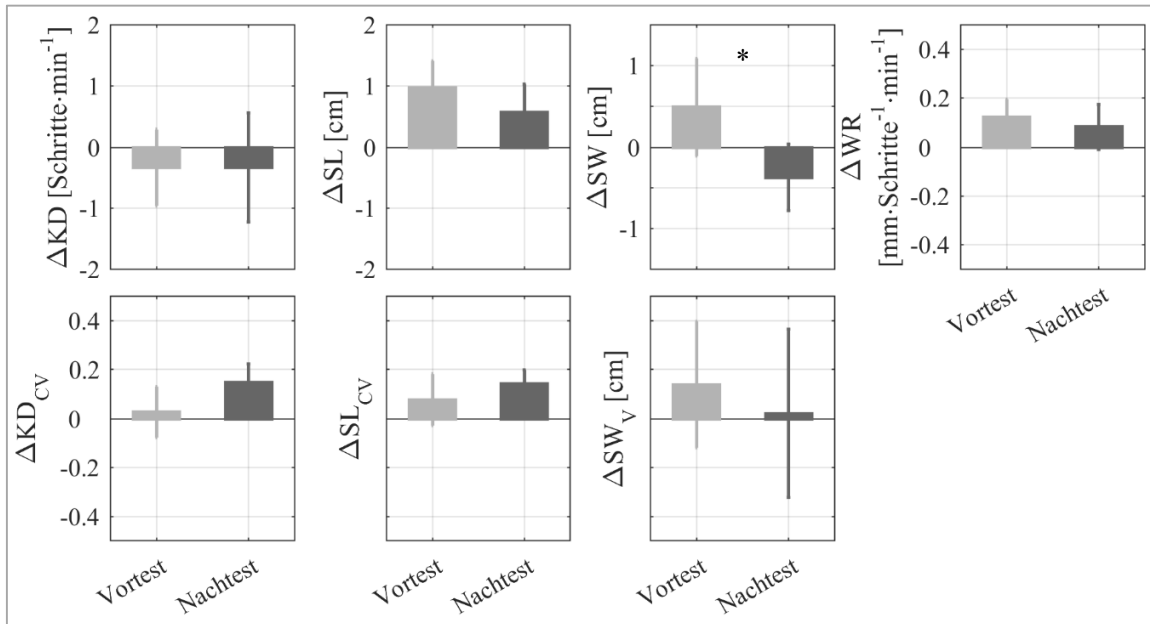 ΔKD [Schritte·min⁻¹]
2
1
0
-1
-2
ΔSL [cm]
2
1
0
-1
-2
ΔSW [cm]
1
0
-1
*
ΔWR
[mm·Schritte⁻¹·min⁻¹]
0.4
0.2
0
-0.2
-0.4
Vortest
Nachtest
ΔKD_CV
0.4
0.2
0
-0.2
-0.4
Vortest
Nachtest
ΔSL_CV
Vortest
Nachtest
ΔSW_V [cm]
Vortest
Nachtest